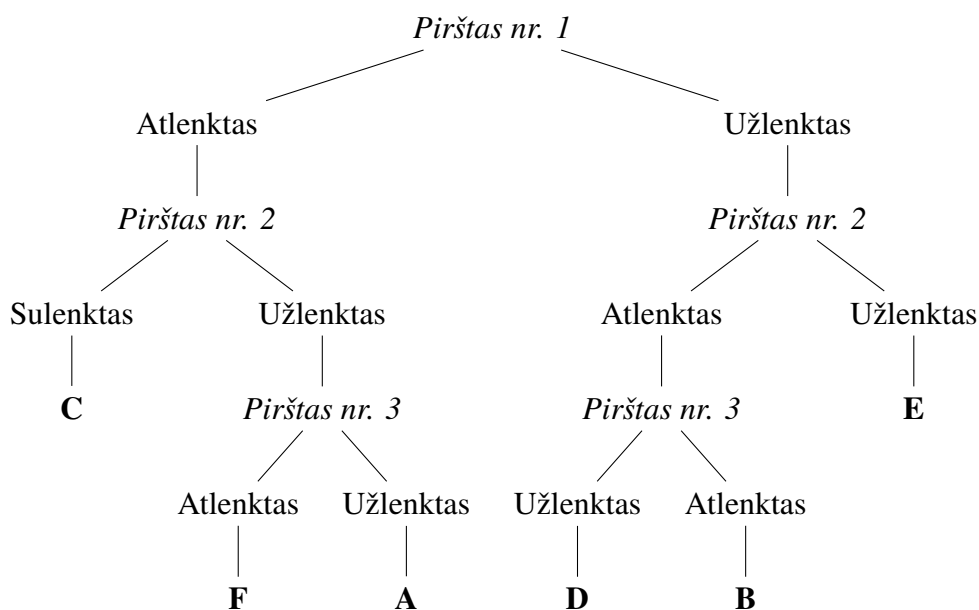 Pirštas nr. 1
Atlenktas Užlenktas
Pirštas nr. 2 Pirštas nr. 2
Sulenktas Užlenktas Atlenktas Užlenktas
C Pirštas nr. 3 Pirštas nr. 3 E
Atlenktas Užlenktas Užlenktas Atlenktas
F A D B